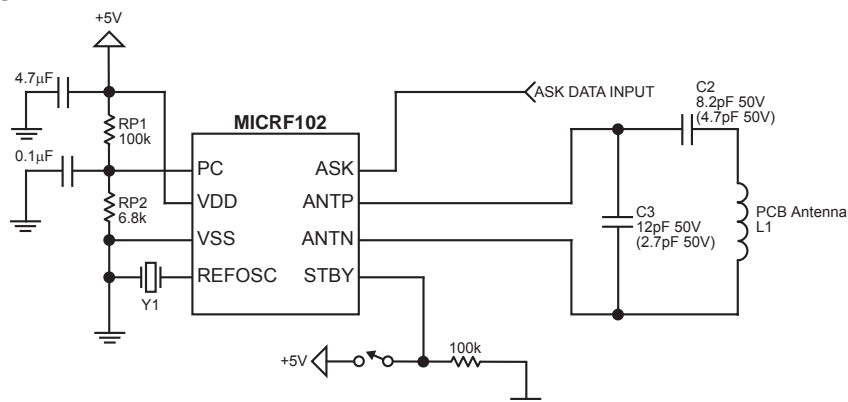 +5V
4.7µF
RP1
100k
0.1µF
RP2
6.8k
Y1
MICRF102
PC
VDD
VSS
REFOSC
ASK
ANTP
ANTN
STBY
ASK DATA INPUT
C2
8.2pF 50V
(4.7pF 50V)
C3
12pF 50V
(2.7pF 50V)
PCB Antenna
L1
+5V
100k